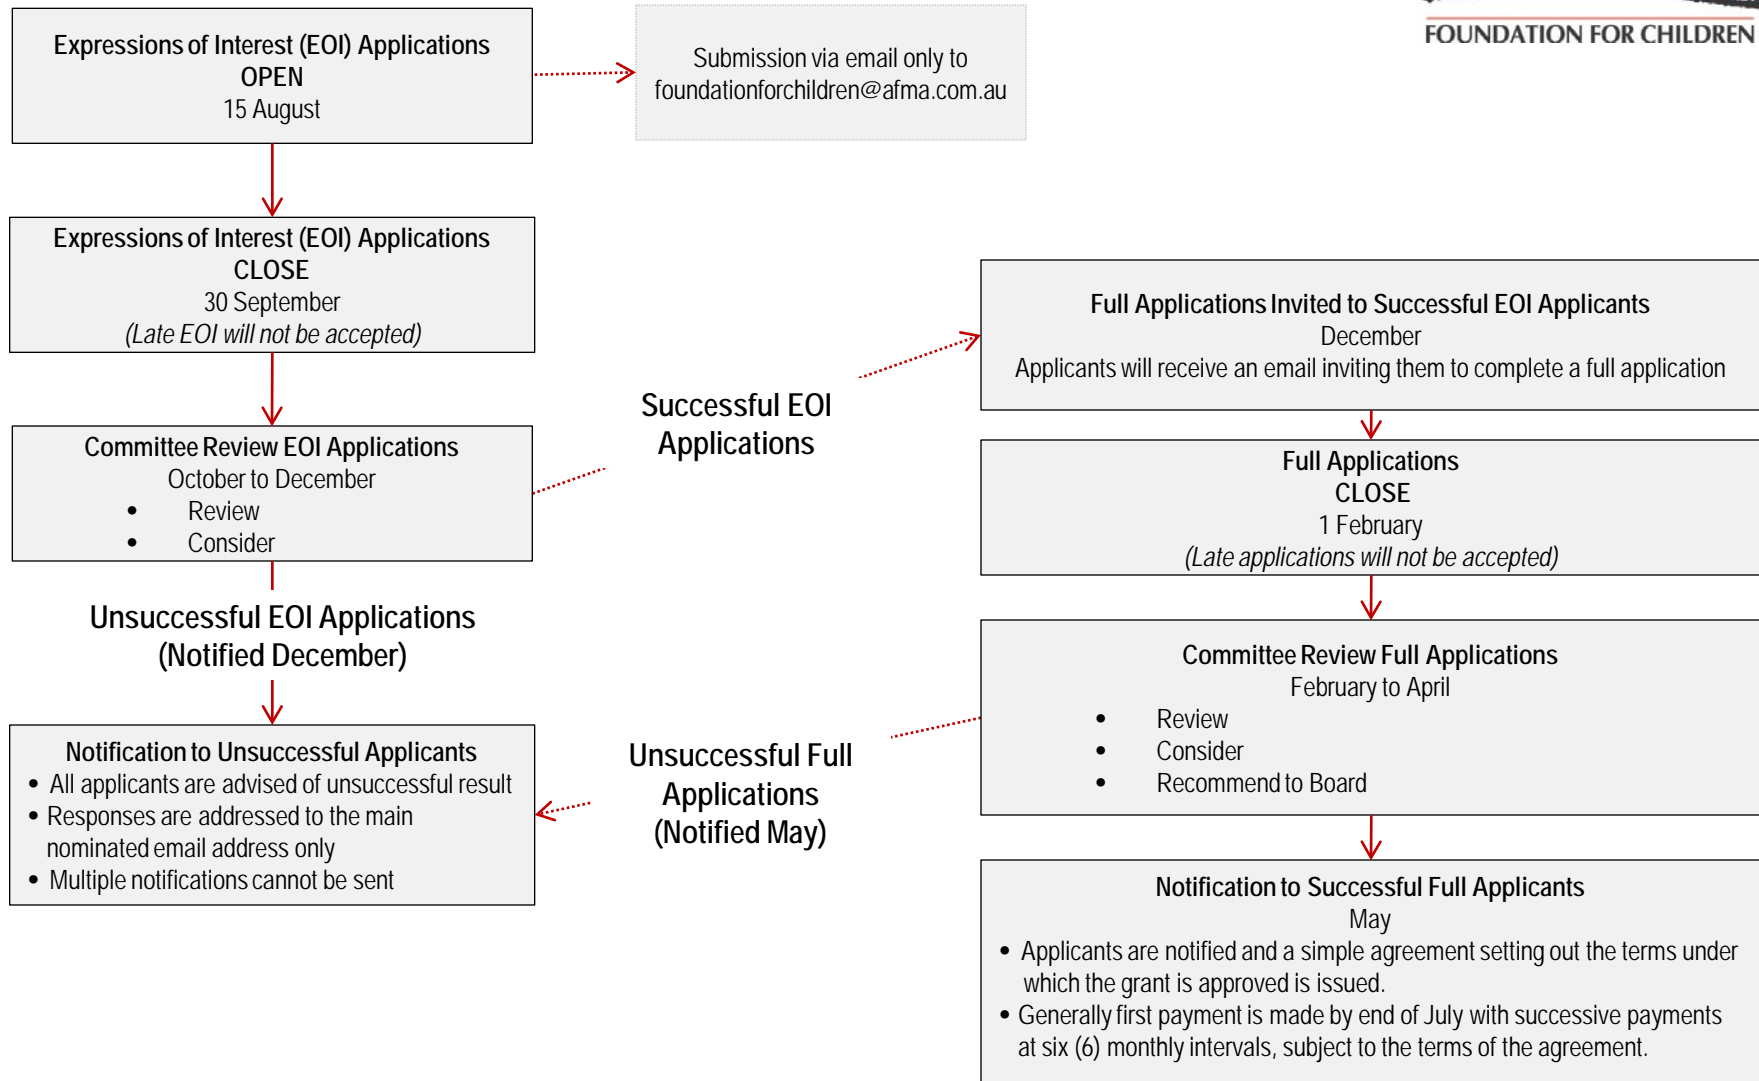 FOUNDATION FOR CHILDREN
Expressions of Interest (EOI) Applications
OPEN
15 August
Submission via email only to
foundationforchildren@afma.com.au
Expressions of Interest (EOI) Applications
CLOSE
30 September
(Late EOI will not be accepted)
Committee Review EOI Applications
October to December
• Review
• Consider
Unsuccessful EOI Applications
(Notified December)
Notification to Unsuccessful Applicants
• All applicants are advised of unsuccessful result
• Responses are addressed to the main
nominated email address only
• Multiple notifications cannot be sent
Successful EOI
Applications
Full Applications Invited to Successful EOI Applicants
December
Applicants will receive an email inviting them to complete a full application
Full Applications
CLOSE
1 February
(Late applications will not be accepted)
Committee Review Full Applications
February to April
• Review
• Consider
• Recommend to Board
Unsuccessful Full
Applications
(Notified May)
Notification to Successful Full Applicants
May
• Applicants are notified and a simple agreement setting out the terms under
which the grant is approved is issued.
• Generally first payment is made by end of July with successive payments
at six (6) monthly intervals, subject to the terms of the agreement.